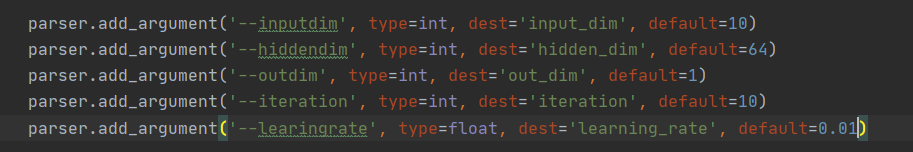 parser.add_argument('--inputdim', type=int, dest='input_dim', default=10)
parser.add_argument('--hiddendim', type=int, dest='hidden_dim', default=64)
parser.add_argument('--outdim', type=int, dest='out_dim', default=1)
parser.add_argument('--iteration', type=int, dest='iteration', default=10)
parser.add_argument('--learingrate', type=float, dest='learning_rate', default=0.01)